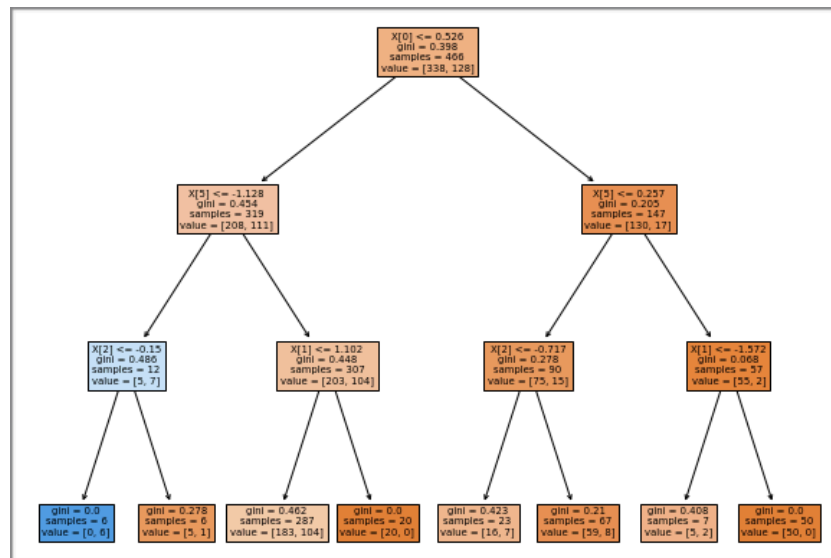 X[0] <= 0.526
gini = 0.398
samples = 466
value = [338, 128]
X[5] <= -1.128
gini = 0.454
samples = 319
value = [208, 111]
X[5] <= 0.257
gini = 0.205
samples = 147
value = [130, 17]
X[2] <= -0.15
gini = 0.486
samples = 12
value = [5, 7]
X[1] <= 1.102
gini = 0.448
samples = 307
value = [203, 104]
X[2] <= -0.717
gini = 0.278
samples = 90
value = [75, 15]
X[1] <= -1.572
gini = 0.068
samples = 57
value = [55, 2]
gini = 0.0
samples = 6
value = [0, 6]
gini = 0.278
samples = 6
value = [5, 1]
gini = 0.462
samples = 287
value = [183, 104]
gini = 0.0
samples = 20
value = [20, 0]
gini = 0.423
samples = 23
value = [16, 7]
gini = 0.21
samples = 67
value = [59, 8]
gini = 0.408
samples = 7
value = [5, 2]
gini = 0.0
samples = 50
value = [50, 0]